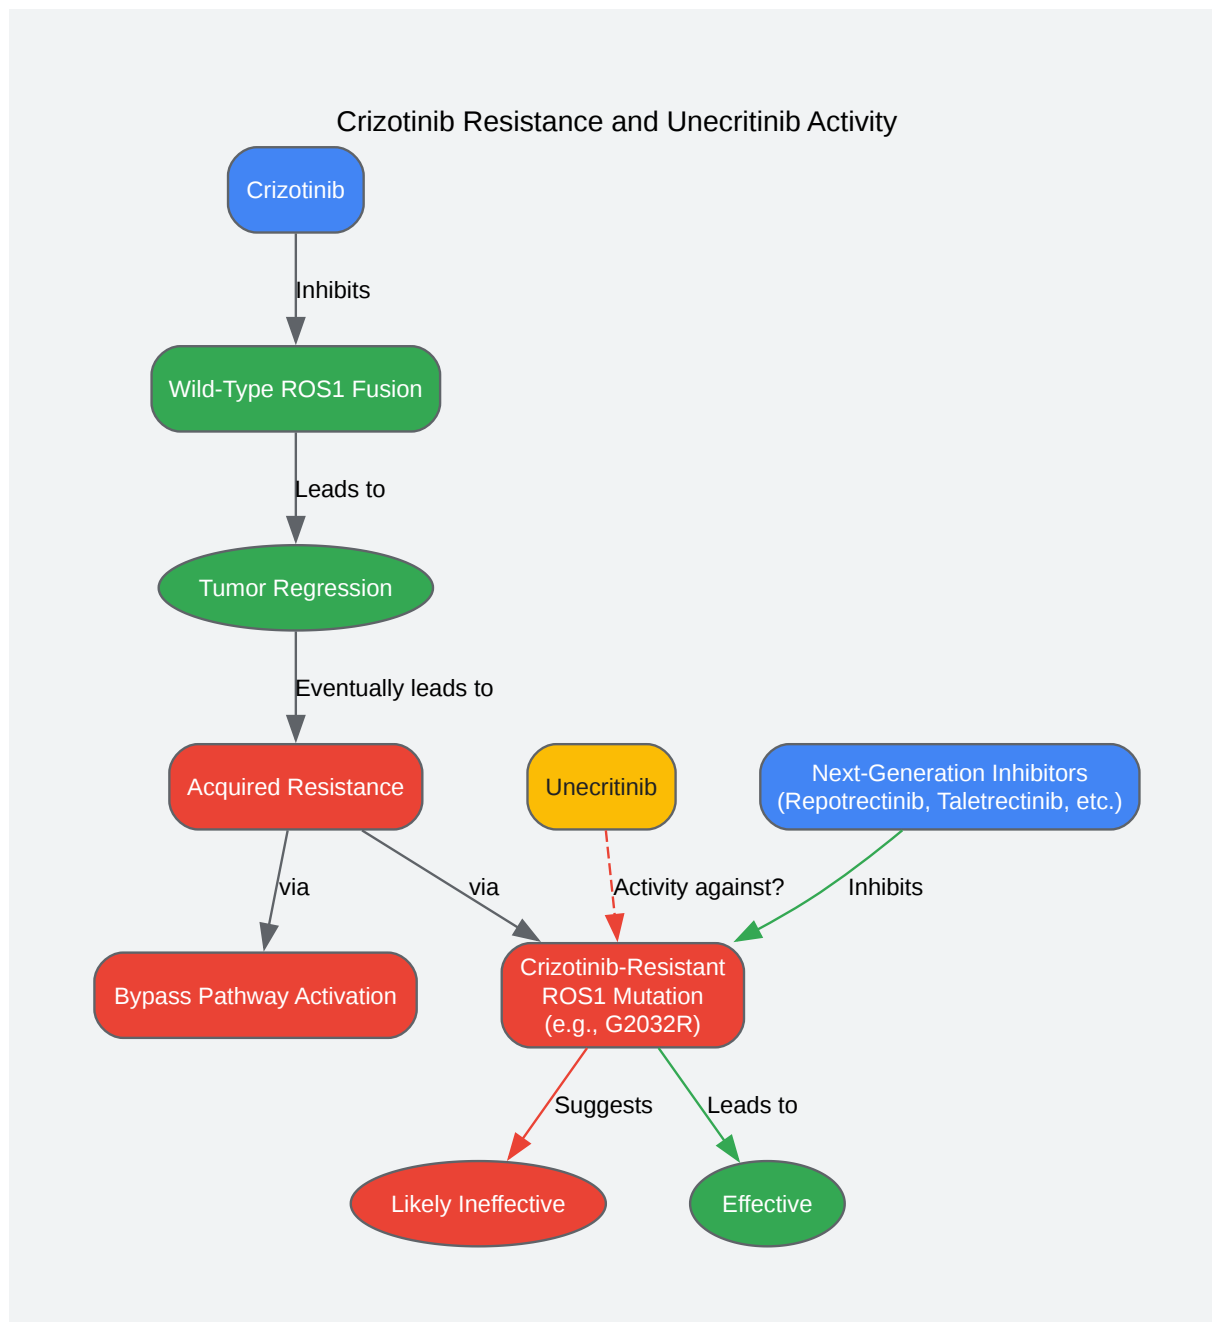 Crizotinib Resistance and Unecritinib Activity
Crizotinib
Inhibits
Wild-Type ROS1 Fusion
Leads to
Tumor Regression
Eventually leads to
Acquired Resistance
Unecritinib
Next-Generation Inhibitors
(Repotrectinib, Taletrectinib, etc.)
via
via
Activity against?
Inhibits
Bypass Pathway Activation
Crizotinib-Resistant
ROS1 Mutation
(e.g., G2032R)
Suggests
Leads to
Likely Ineffective
Effective